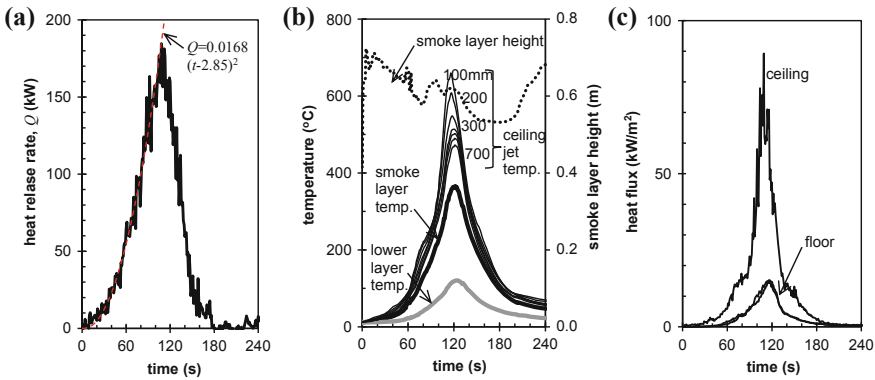 (a)
200
150
100
50
0
heat relase rate, Q (kW)
Q=0.0168
(t-2.85)²
0 60 120 180 240
time (s)
(b)
800
600
400
200
0
temperature (°C)
smoke layer height
100mm
200
300
700
ceiling
jet
temp.
smoke
layer
temp.
lower
layer
temp.
0.8
0.6
0.4
0.2
0.0
smoke layer height (m)
0 60 120 180 240
time (s)
(c)
100
50
0
heat flux (kW/m²)
ceiling
floor
0 60 120 180 240
time (s)